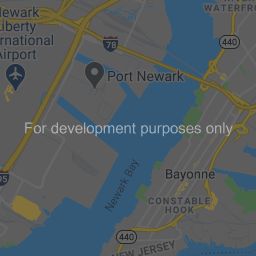 RIVER
WATERFRO
Newark
Liberty
International
Airport
78
440
Port Newark
For development purposes only
Newark Bay
Bayonne
CONSTABLE
HOOK
440
NEW JERSEY